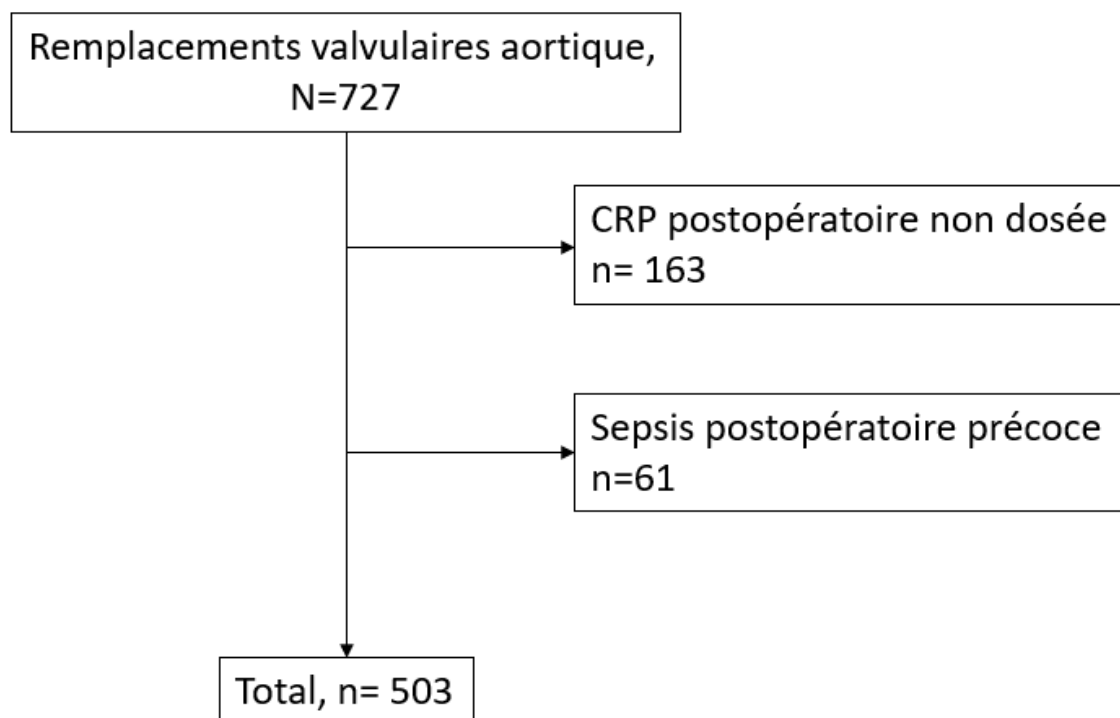 Remplacements valvulaires aortique,
N=727
CRP postopératoire non dosée
n= 163
Sepsis postopératoire précoce
n=61
Total, n= 503